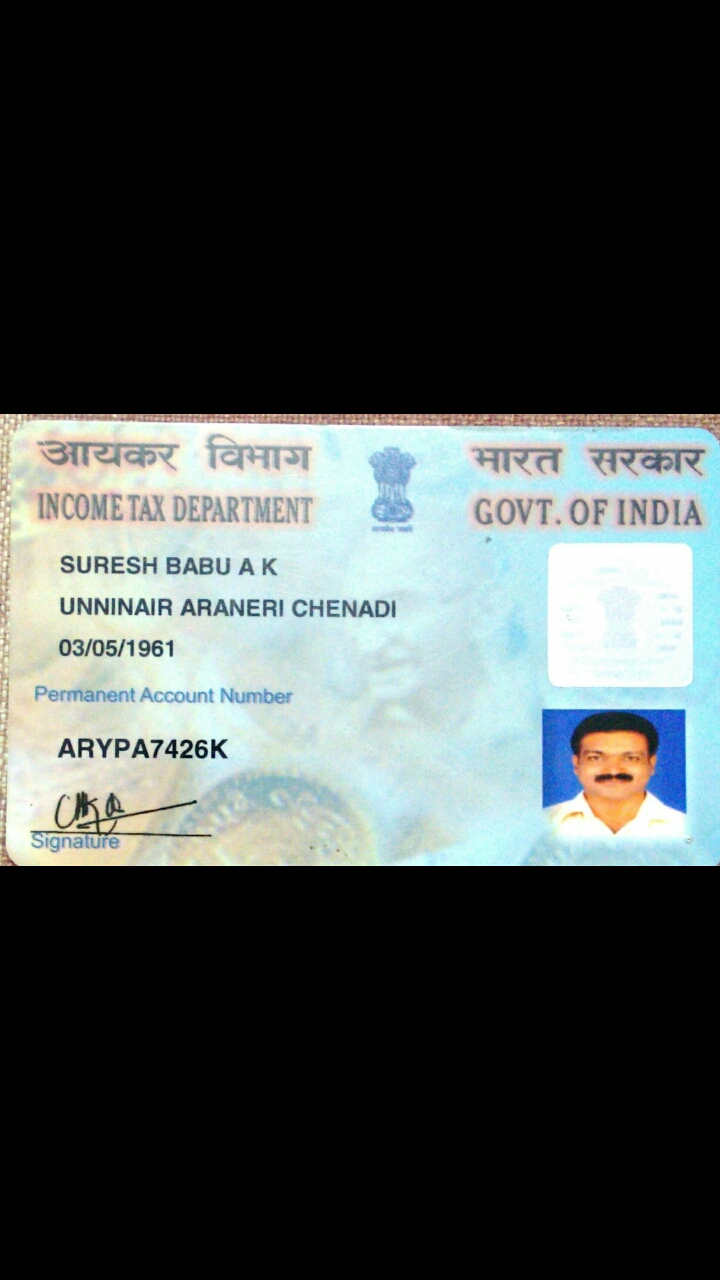 आयकर विभाग
भारत सरकार
INCOME TAX DEPARTMENT
GOVT. OF INDIA
SURESH BABU A K
UNNINAIR ARANERI CHENADI
03/05/1961
Permanent Account Number
ARYPA7426K
Signature